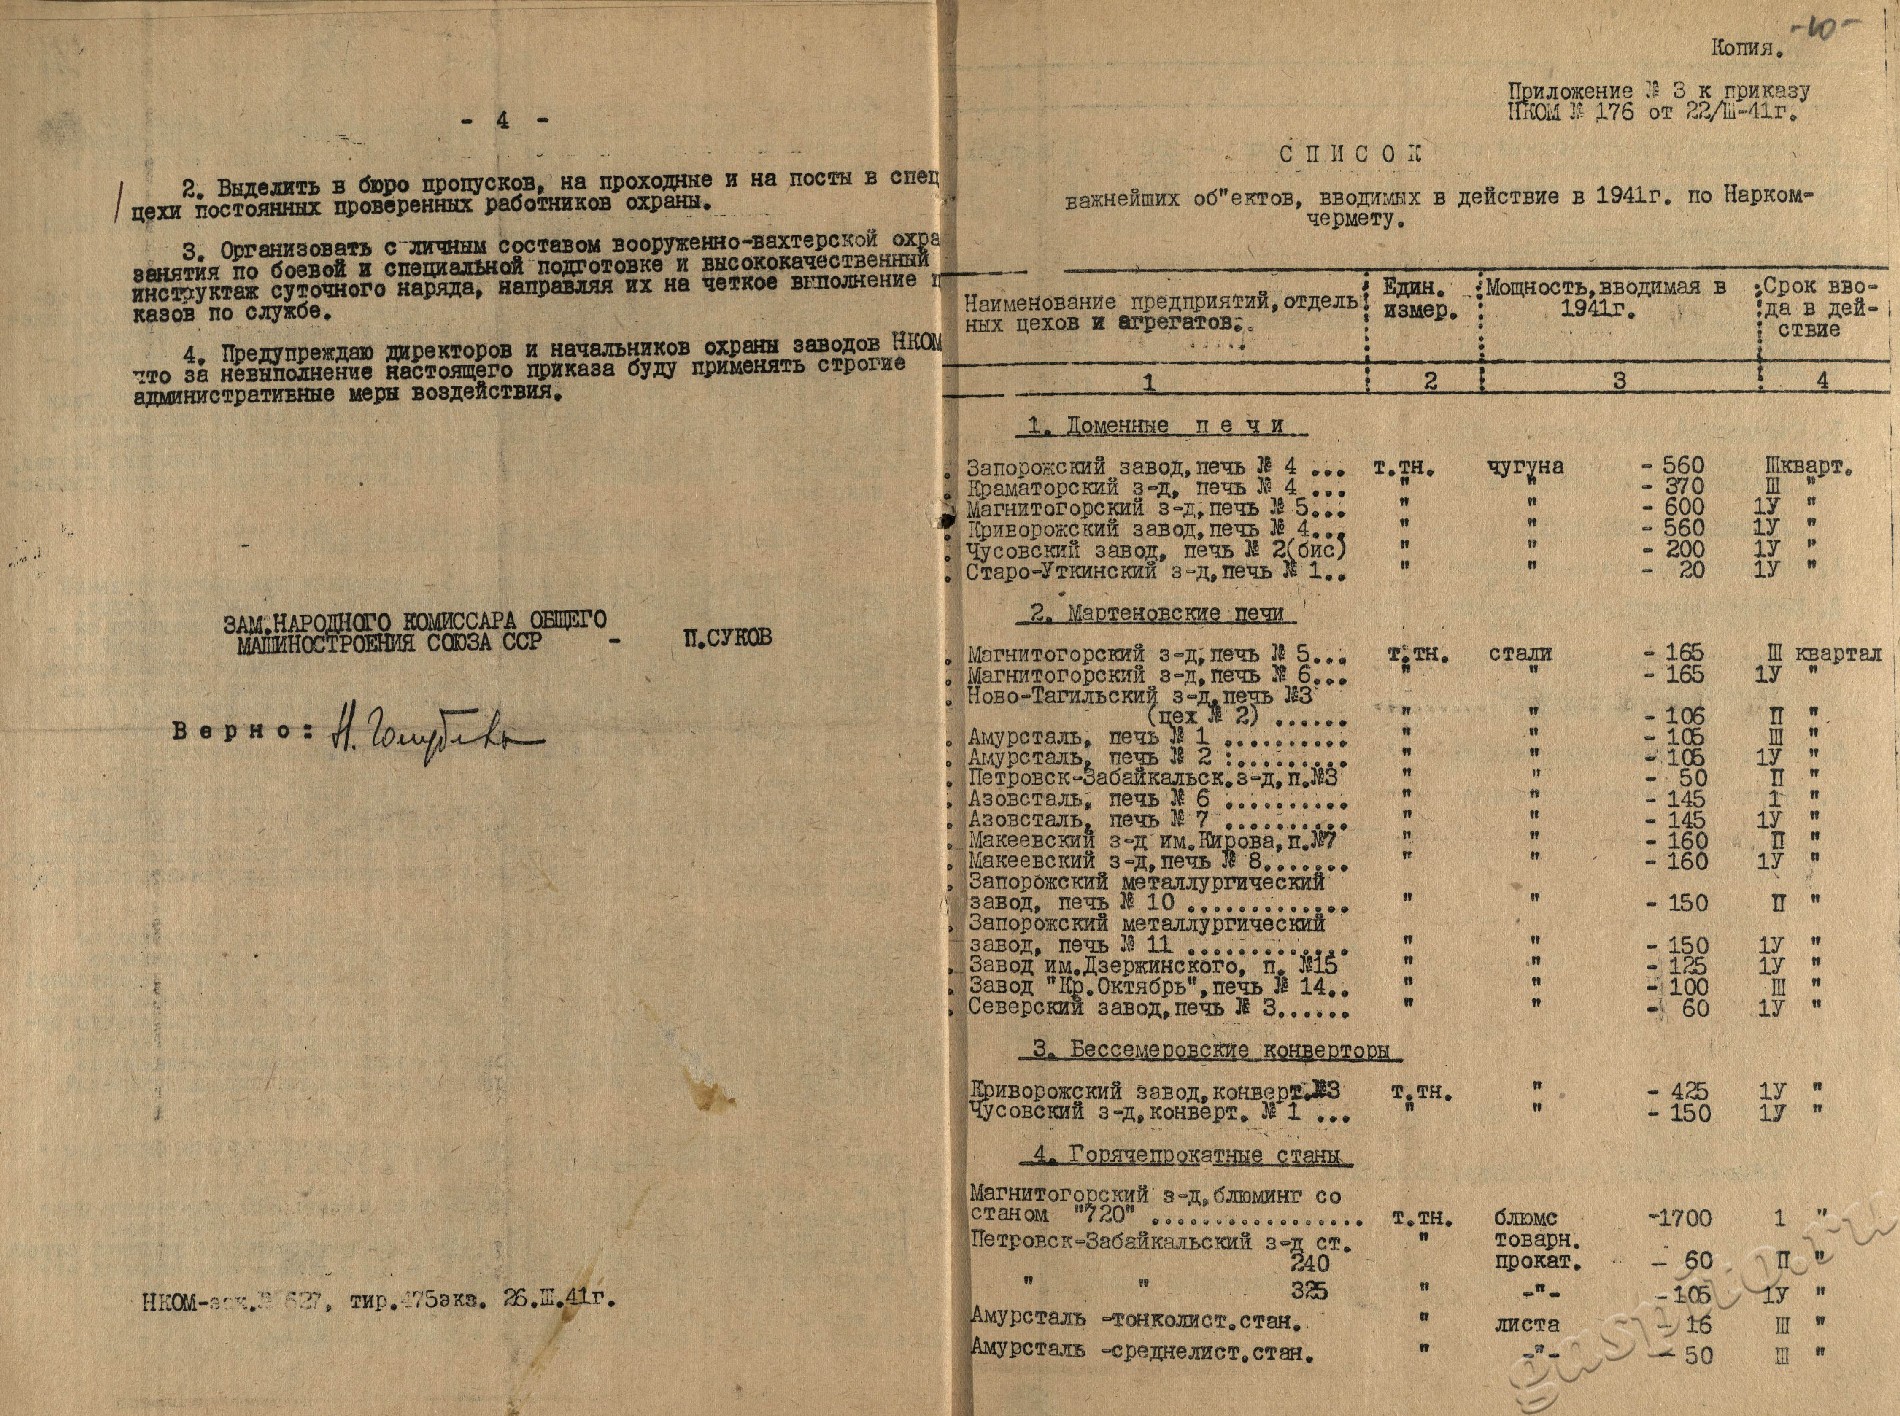 - 4 -
2. Выделить в бюро пропусков, на проходные и на посты в спец
цехи постоянных проверенных работников охраны.
3. Организовать с личным составом вооруженно-вахтерской охра
занятия по боевой и специальной подготовке и высококачественный
инструктаж суточного наряда, направляя их на четкое выполнение п
казов по службе.
4. Предупреждаю директоров и начальников охраны заводов НКОМ
что за невыполнение настоящего приказа буду применять строгие
административные меры воздействия.
ЗАМ.НАРОДНОГО КОМИССАРА ОБЩЕГО
МАШИНОСТРОЕНИЯ СОЮЗА ССР - П.СУКОВ
Верно:
НКОМ-зак.№ 627, тир.475экз. 26.Ш.41г.
-10-
Копия.
Приложение № 3 к приказу
НКОМ № 176 от 22/Ш-41г.
СПИСОК
важнейших об"ектов, вводимых в действие в 1941г. по Нарком-
чермету.
Наименование предприятий,отдель Един. Мощность,вводимая в Срок вво-
ных цехов и агрегатов. измер. 1941г. да в дей-
ствие
1 2 3 4
1. Доменные печи
Запорожский завод,печь № 4 ... т.тн. чугуна - 560 Шкварт.
Краматорский з-д, печь № 4 ... " " - 370 Ш "
Магнитогорский з-д,печь № 5... " " - 600 1У "
Криворожский завод,печь № 4... " " - 560 1У "
Чусовский завод, печь № 2(бис) " " - 200 1У "
Старо-Уткинский з-д,печь № 1.. " " - 20 1У "
2. Мартеновские печи
Магнитогорский з-д,печь № 5... т.тн. стали - 165 Ш квартал
Магнитогорский з-д,печь № 6... " " - 165 1У "
Ново-Тагильский з-д,печь №3
(цех № 2) ...... " " - 106 П "
Амурсталь, печь № 1 .......... " " - 105 Ш "
Амурсталь, печь № 2 :......... " " - 105 1У "
Петровск-Забайкальск.з-д,п.№3 " " - 50 П "
Азовсталь, печь № 6 .......... " " - 145 1 "
Азовсталь, печь № 7 .......... " " - 145 1У "
Макеевский з-д им.Кирова,п.№7 " " - 160 П "
Макеевский з-д,печь № 8....... " " - 160 1У "
Запорожский металлургический
завод, печь № 10 ............. " " - 150 П "
Запорожский металлургический
завод, печь № 11 ............. " " - 150 1У "
Завод им.Дзержинского, п. №15 " " - 125 1У "
Завод "Кр.Октябрь",печь № 14.. " " - 100 Ш "
Северский завод,печь № 3...... " " - 60 1У "
3. Бессемеровские конверторы
Криворожский завод,конверт.№3 т.тн. " - 425 1У "
Чусовский з-д,конверт. № 1 ... " " - 150 1У "
4. Горячепрокатные станы
Магнитогорский з-д,блюминг со
станом "720" ................. т.тн. блюмс -1700 1 "
Петровск-Забайкальский з-д ст. " товарн.
240 прокат. - 60 П "
" " 325 " -"- - 105 1У "
Амурсталь -тонколист.стан. " листа - 16 Ш "
Амурсталь -среднелист.стан. " -"- - 50 Ш "